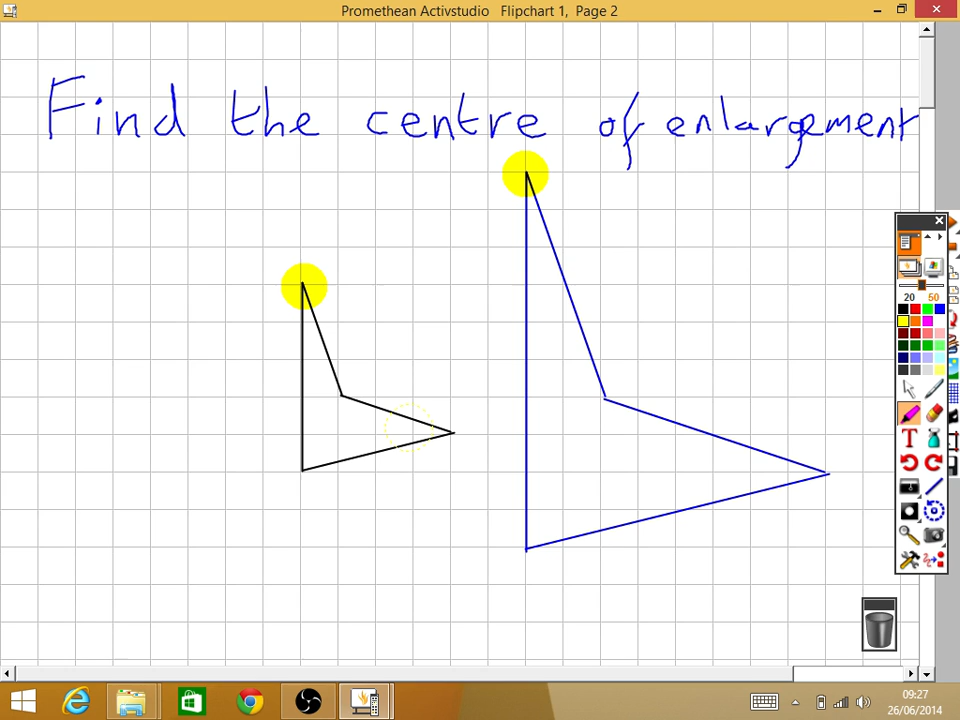 Promethean Activstudio Flipchart 1, Page 2
Find the centre of enlargement
20 50
T
09:27
26/06/2014